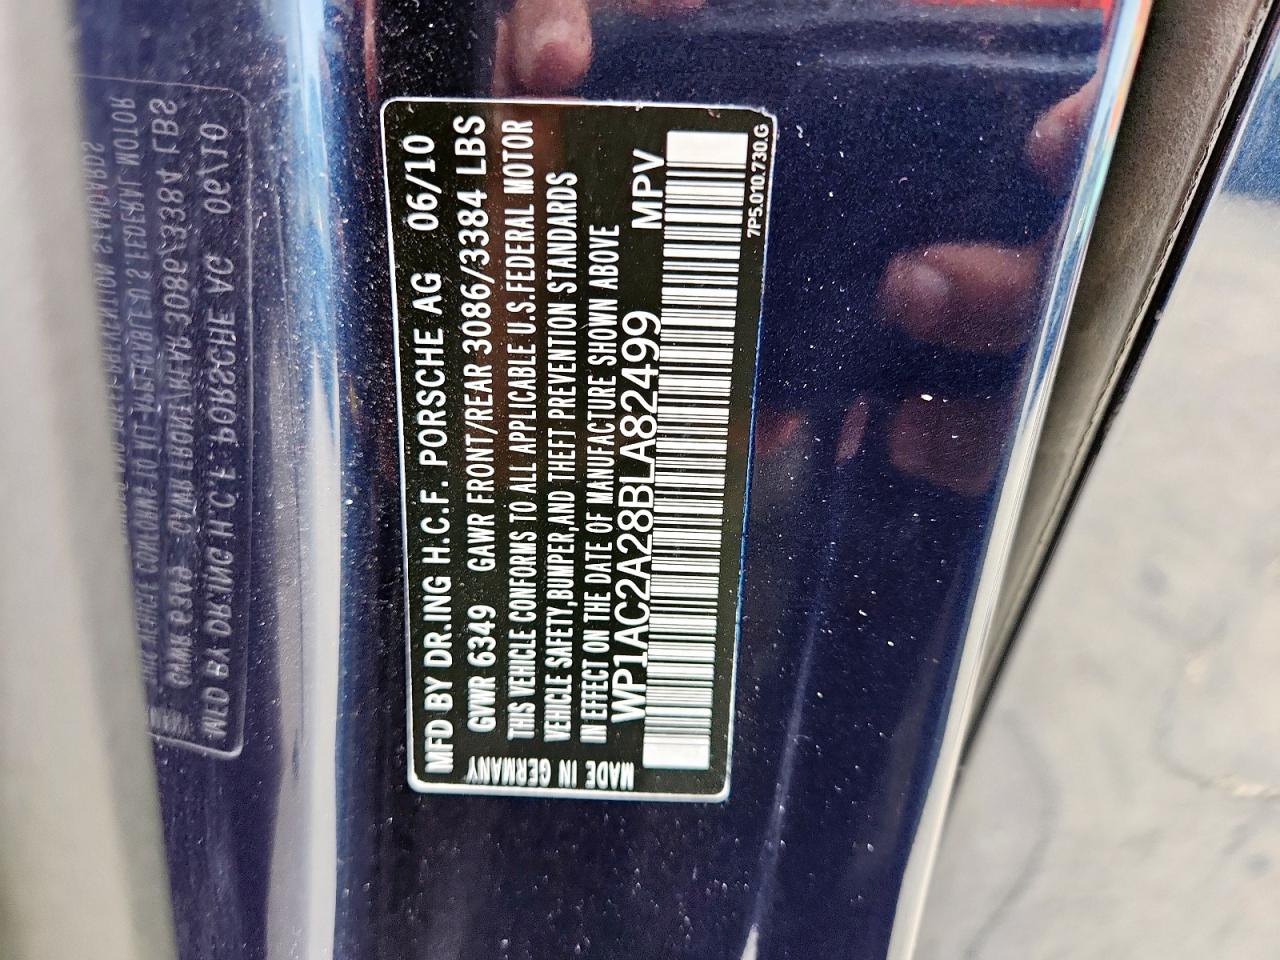 MFD BY DR.ING H.C.F. PORSCHE AG 06/10
GVWR 6349 GAWR FRONT/REAR 3086/3384 LBS
THIS VEHICLE CONFORMS TO ALL APPLICABLE U.S.FEDERAL MOTOR
VEHICLE SAFETY,BUMPER,AND THEFT PREVENTION STANDARDS
IN EFFECT ON THE DATE OF MANUFACTURE SHOWN ABOVE
WP1AC2A28BLA82499 MPV
MADE IN GERMANY
7P5.010.730.G